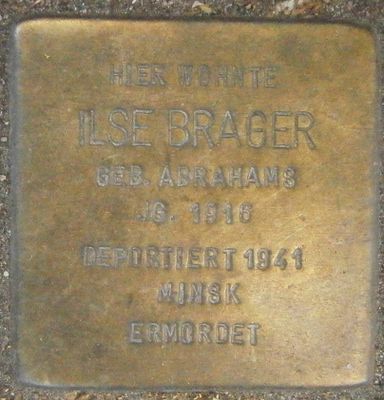 HIER WOHNTE
ILSE BRAGER
GEB. ABRAHAMS
JG. 1916
DEPORTIERT 1941
MINSK
ERMORDET